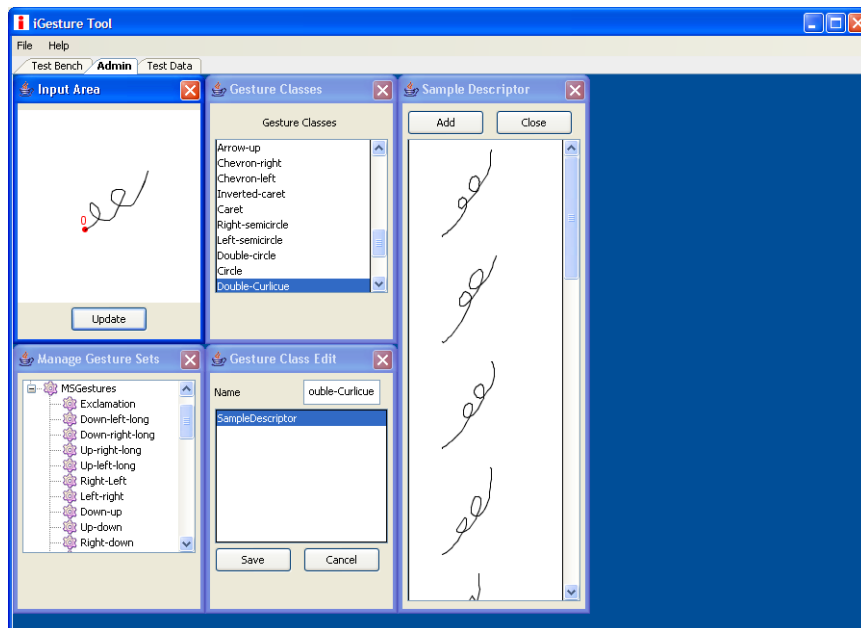 iGesture Tool
File Help
Test Bench Admin Test Data
Input Area
0
Update
Gesture Classes
Gesture Classes
Arrow-up
Chevron-right
Chevron-left
Inverted-caret
Caret
Right-semicircle
Left-semicircle
Double-circle
Circle
Double-Curlicue
Sample Descriptor
Add Close
Manage Gesture Sets
MSGestures
Exclamation
Down-left-long
Down-right-long
Up-right-long
Up-left-long
Right-Left
Left-right
Down-up
Up-down
Right-down
Gesture Class Edit
Name ouble-Curlicue
SampleDescriptor
Save Cancel